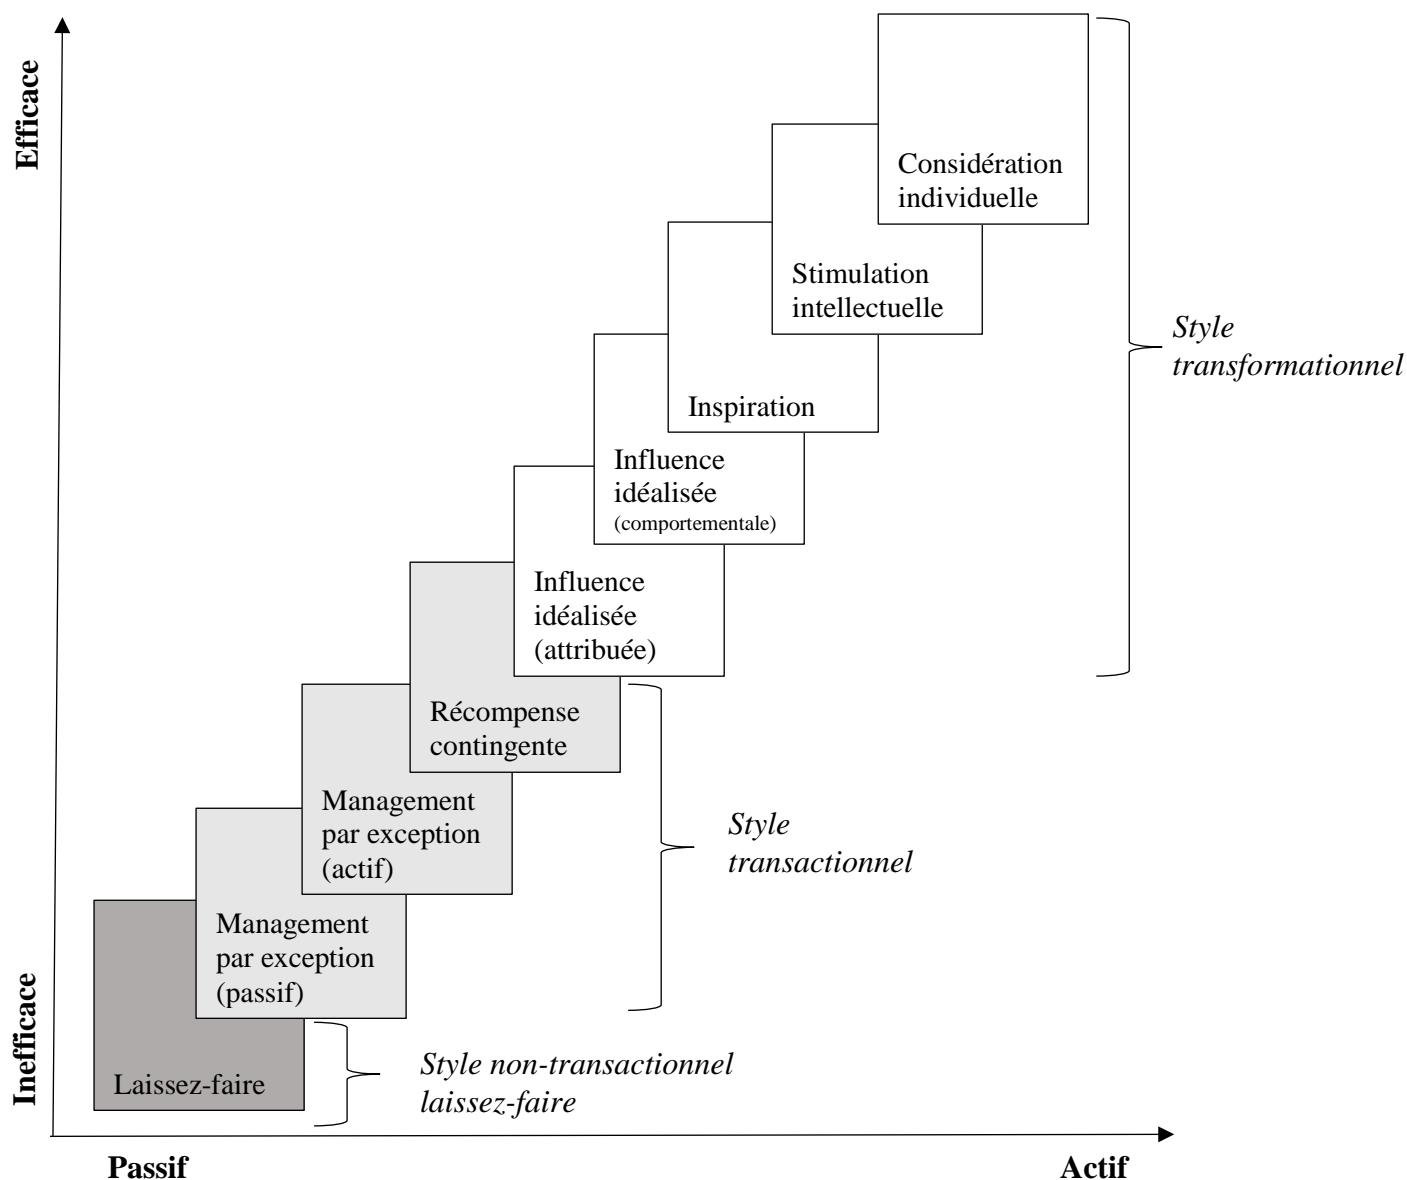 Efficace
Considération
individuelle
Stimulation
intellectuelle
Style
transformationnel
Inspiration
Influence
idéalisée
(comportementale)
Influence
idéalisée
(attribuée)
Récompense
contingente
Management
par exception
(actif)
Style
transactionnel
Management
par exception
(passif)
Inefficace
Laissez-faire
Style non-transactionnel
laissez-faire
Passif
Actif